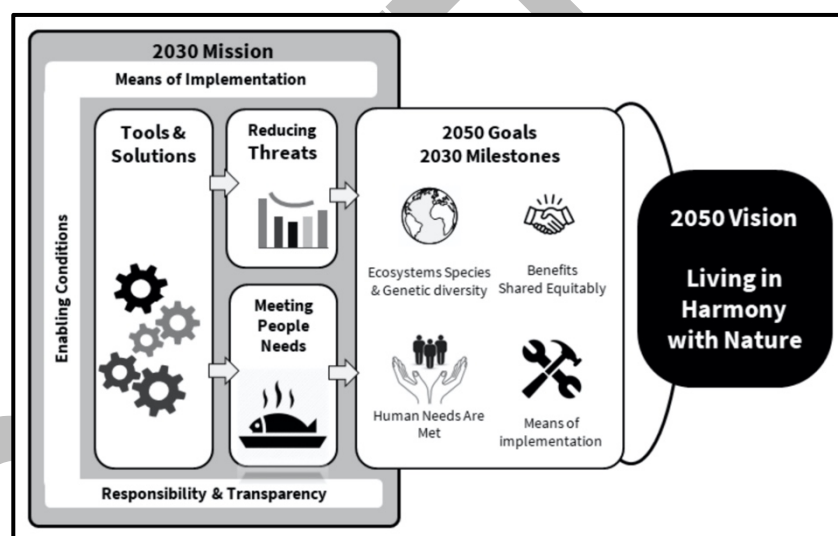 2030 Mission
Means of Implementation
Enabling Conditions
Tools &
Solutions
Reducing
Threats
Meeting
People
Needs
Responsibility & Transparency
2050 Goals
2030 Milestones
Ecosystems Species
& Genetic diversity
Benefits
Shared Equitably
Human Needs Are
Met
Means of
implementation
2050 Vision
Living in
Harmony
with Nature